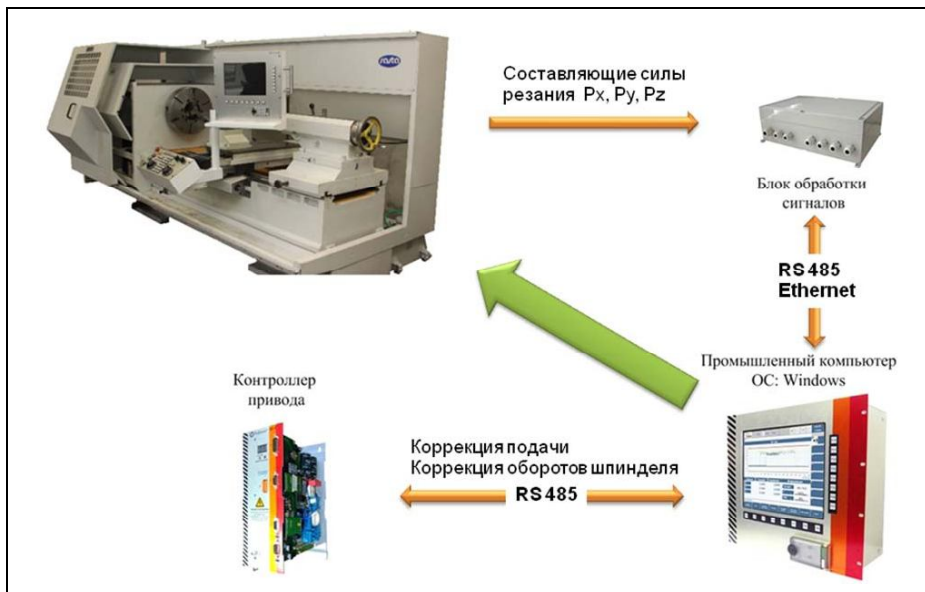 SASTA
Составляющие силы
резания Px, Py, Pz
Блок обработки
сигналов
RS 485
Ethernet
Промышленный компьютер
ОС: Windows
Контроллер
привода
Коррекция подачи
Коррекция оборотов шпинделя
RS 485